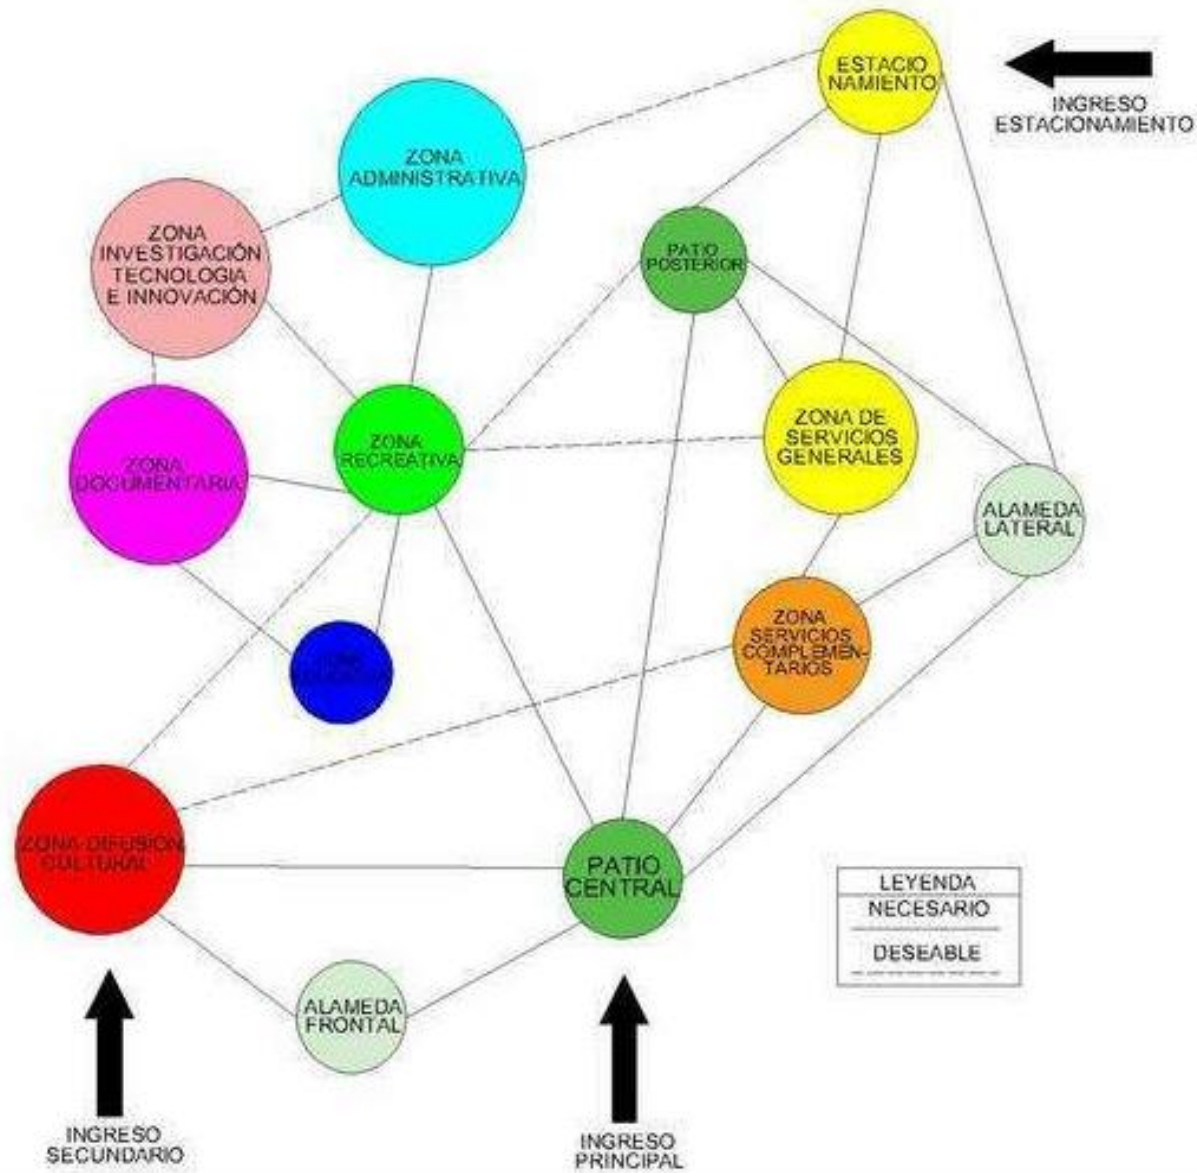 ESTACIO
NAMIENTO
INGRESO
ESTACIONAMIENTO
ZONA
ADMINISTRATIVA
ZONA
INVESTIGACIÓN
TECNOLOGIA
E INNOVACIÓN
PATIO
POSTERIOR
ZONA
RECREATIVA
ZONA DE
SERVICIOS
GENERALES
ZONA
DOCUMENTARIA
ALAMEDA
LATERAL
ZONA
SERVICIOS
COMPLEMEN-
TARIOS
ZONA DIFUSIÓN
CULTURAL
PATIO
CENTRAL
LEYENDA
NECESARIO
DESEABLE
ALAMEDA
FRONTAL
INGRESO
SECUNDARIO
INGRESO
PRINCIPAL